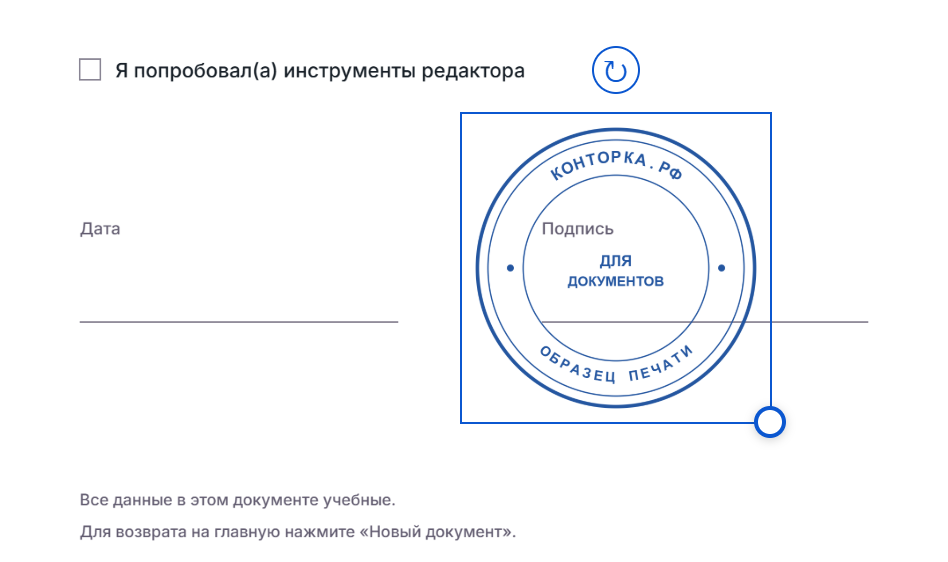 Я попробовал(а) инструменты редактора
КОНТОРКА.РФ
Дата
Подпись
ДЛЯ
ДОКУМЕНТОВ
ОБРАЗЕЦ ПЕЧАТИ
Все данные в этом документе учебные.
Для возврата на главную нажмите «Новый документ».